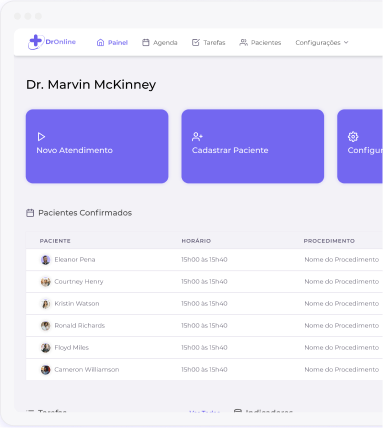 DrOnline Painel Agenda Tarefas Pacientes Configurações
Dr. Marvin McKinney
Novo Atendimento Cadastrar Paciente Configur
Pacientes Confirmados
PACIENTE HORÁRIO PROCEDIMENTO
Eleanor Pena 15h00 às 15h40 Nome do Procedimento
Courtney Henry 15h00 às 15h40 Nome do Procedimento
Kristin Watson 15h00 às 15h40 Nome do Procedimento
Ronald Richards 15h00 às 15h40 Nome do Procedimento
Floyd Miles 15h00 às 15h40 Nome do Procedimento
Cameron Williamson 15h00 às 15h40 Nome do Procedimento
Tarefas Ver Todas Indicadores